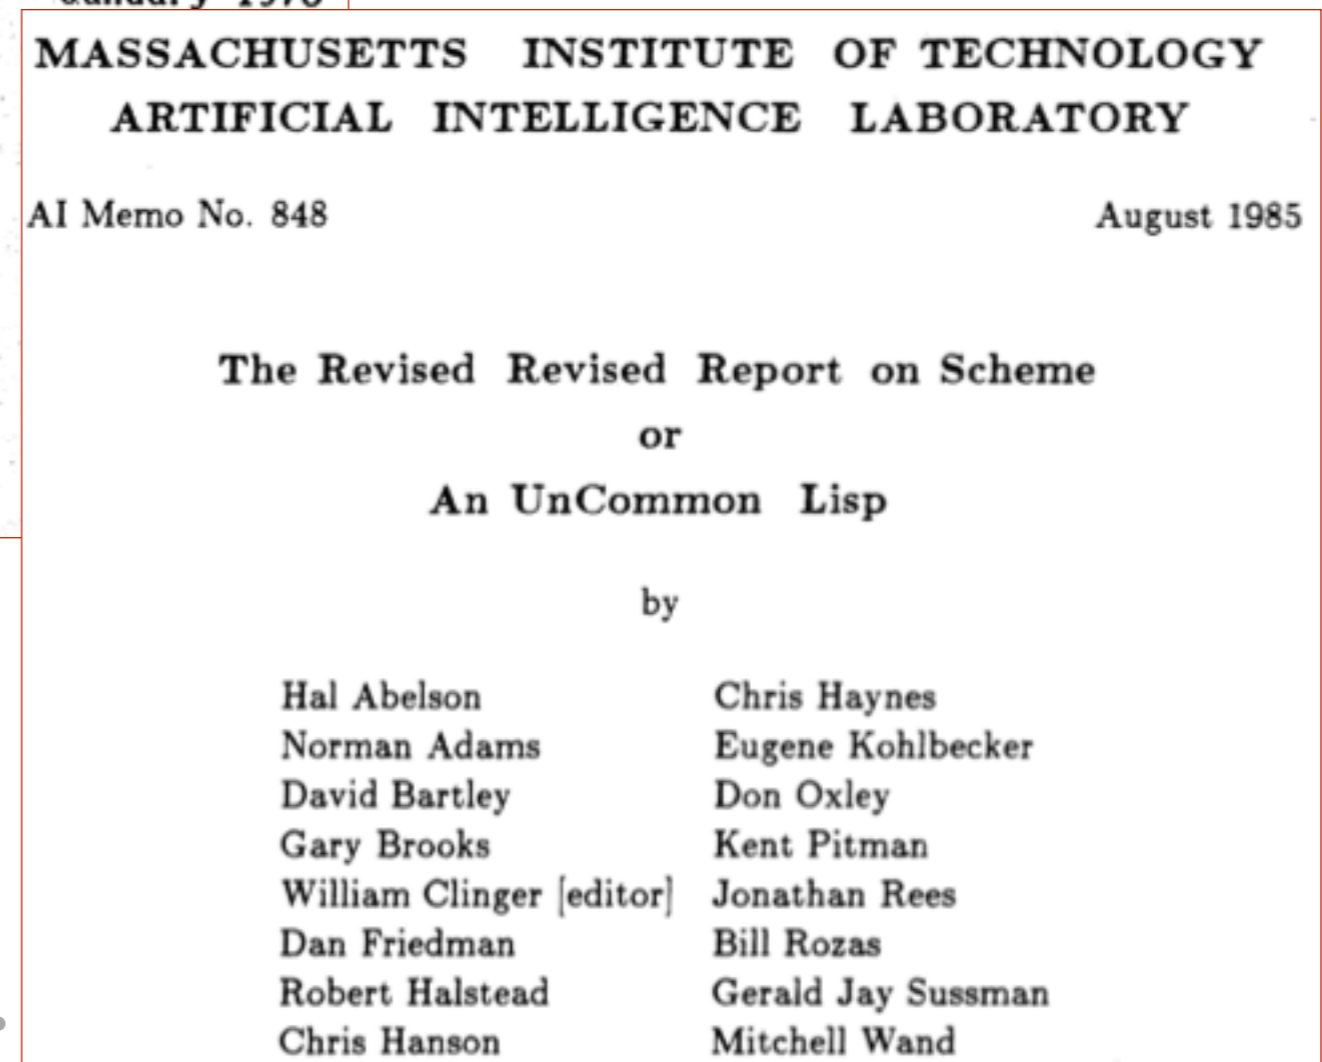 January 1978
MASSACHUSETTS INSTITUTE OF TECHNOLOGY
ARTIFICIAL INTELLIGENCE LABORATORY
AI Memo No. 848 August 1985
The Revised Revised Report on Scheme
or
An UnCommon Lisp
by
Hal Abelson Chris Haynes
Norman Adams Eugene Kohlbecker
David Bartley Don Oxley
Gary Brooks Kent Pitman
William Clinger [editor] Jonathan Rees
Dan Friedman Bill Rozas
Robert Halstead Gerald Jay Sussman
Chris Hanson Mitchell Wand